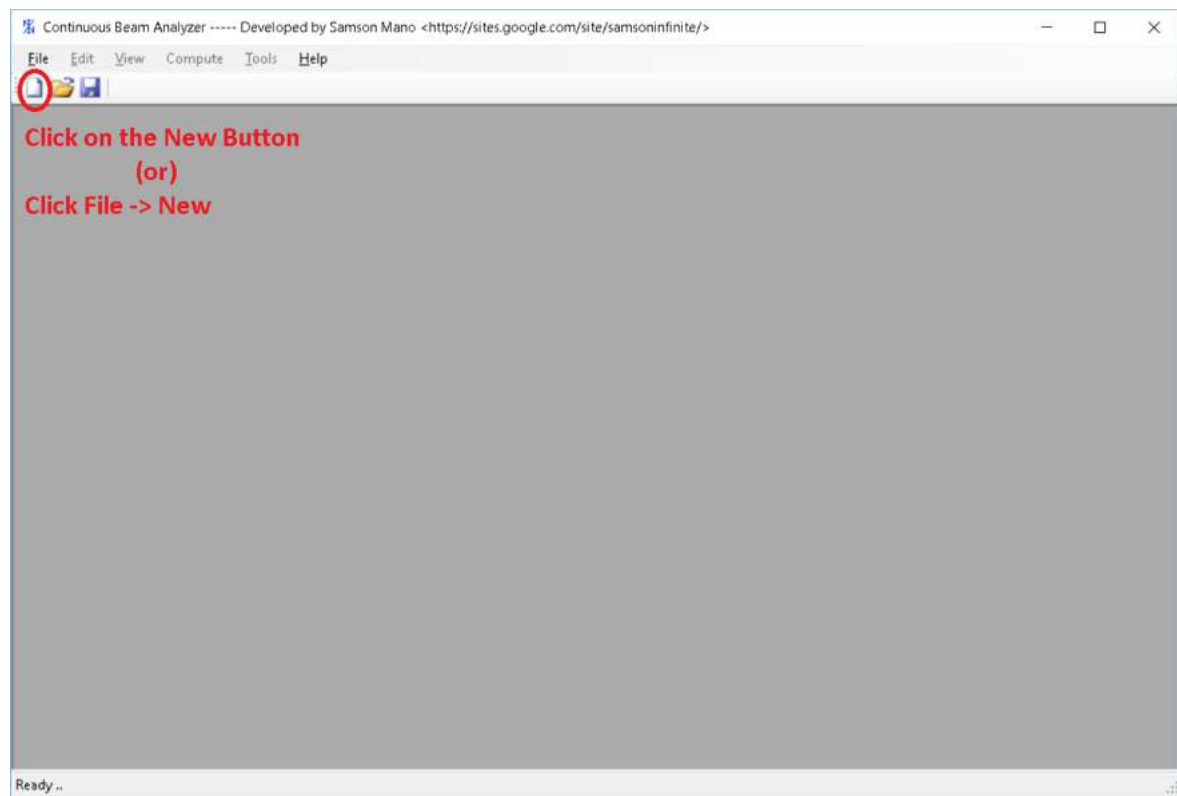 Continuous Beam Analyzer ----- Developed by Samson Mano <https://sites.google.com/site/samsoninfinite/>
File Edit View Compute Tools Help
Click on the New Button
(or)
Click File -> New
Ready ..